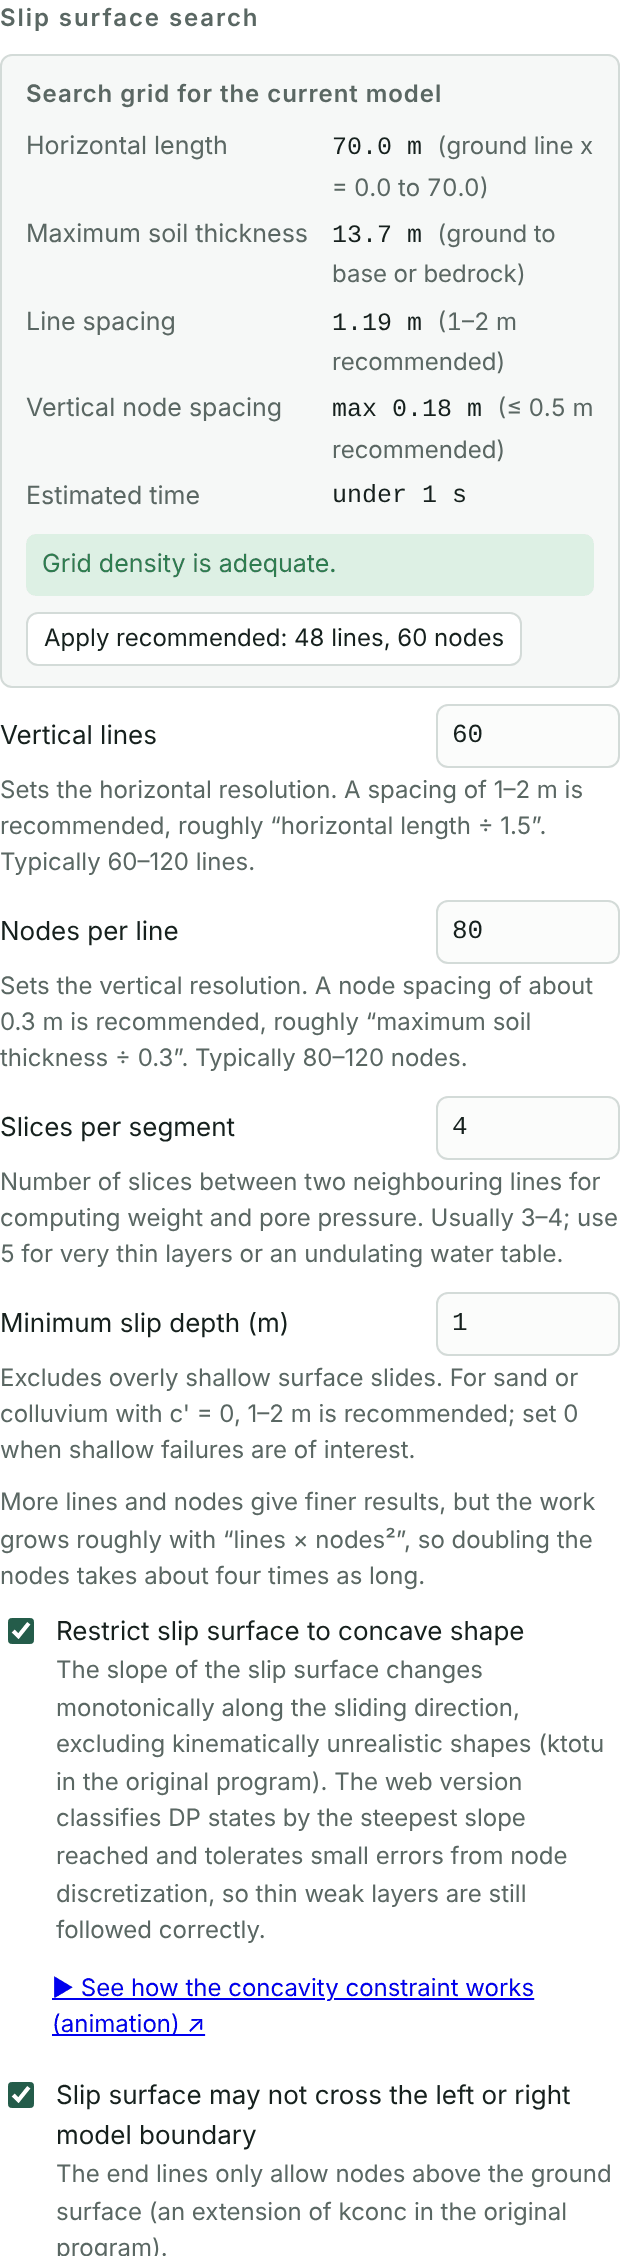 Slip surface search
Search grid for the current model
Horizontal length
70.0 m (ground line x
= 0.0 to 70.0)
Maximum soil thickness
13.7 m (ground to
base or bedrock)
Line spacing
1.19 m (1–2 m
recommended)
Vertical node spacing
max 0.18 m (≤ 0.5 m
recommended)
Estimated time
under 1 s
Grid density is adequate.
Apply recommended: 48 lines, 60 nodes
Vertical lines
60
Sets the horizontal resolution. A spacing of 1–2 m is
recommended, roughly “horizontal length ÷ 1.5”.
Typically 60–120 lines.
Nodes per line
80
Sets the vertical resolution. A node spacing of about
0.3 m is recommended, roughly “maximum soil
thickness ÷ 0.3”. Typically 80–120 nodes.
Slices per segment
4
Number of slices between two neighbouring lines for
computing weight and pore pressure. Usually 3–4; use
5 for very thin layers or an undulating water table.
Minimum slip depth (m)
1
Excludes overly shallow surface slides. For sand or
colluvium with c' = 0, 1–2 m is recommended; set 0
when shallow failures are of interest.
More lines and nodes give finer results, but the work
grows roughly with “lines × nodes²”, so doubling the
nodes takes about four times as long.
Restrict slip surface to concave shape
The slope of the slip surface changes
monotonically along the sliding direction,
excluding kinematically unrealistic shapes (ktotu
in the original program). The web version
classifies DP states by the steepest slope
reached and tolerates small errors from node
discretization, so thin weak layers are still
followed correctly.
▶ See how the concavity constraint works
(animation) ↗
Slip surface may not cross the left or right
model boundary
The end lines only allow nodes above the ground
surface (an extension of kconc in the original
program).